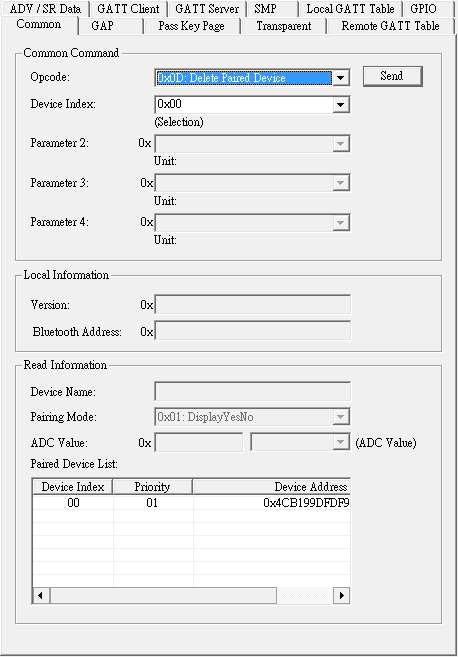 ADV / SR Data GATT Client GATT Server SMP Local GATT Table GPIO
Common GAP Pass Key Page Transparent Remote GATT Table
Common Command
Opcode: 0x0D: Delete Paired Device Send
Device Index: 0x00
(Selection)
Parameter 2: 0x
Unit:
Parameter 3: 0x
Unit:
Parameter 4: 0x
Unit:
Local Information
Version: 0x
Bluetooth Address: 0x
Read Information
Device Name:
Pairing Mode: 0x01: DisplayYesNo
ADC Value: 0x (ADC Value)
Paired Device List:
Device Index Priority Device Address
00 01 0x4CB199DFDF9